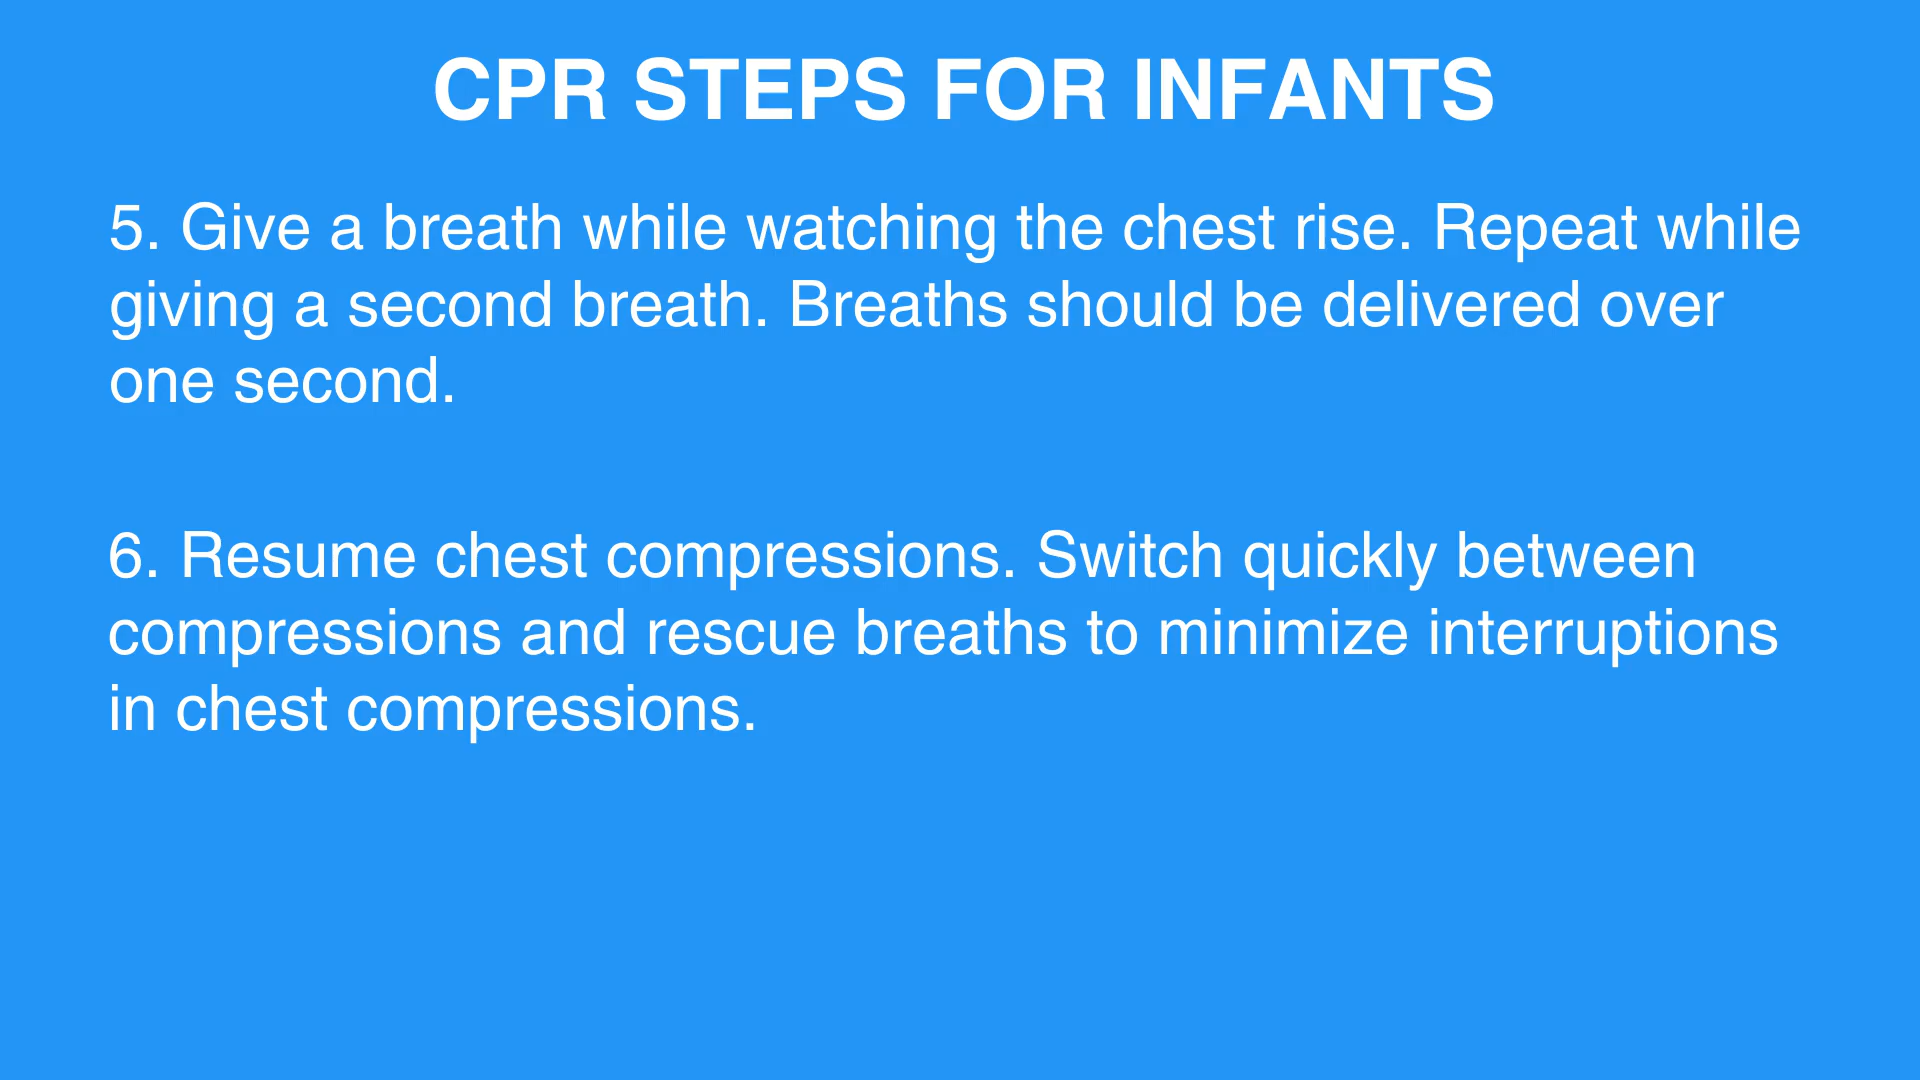 CPR STEPS FOR INFANTS
5. Give a breath while watching the chest rise. Repeat while
giving a second breath. Breaths should be delivered over
one second.
6. Resume chest compressions. Switch quickly between
compressions and rescue breaths to minimize interruptions
in chest compressions.